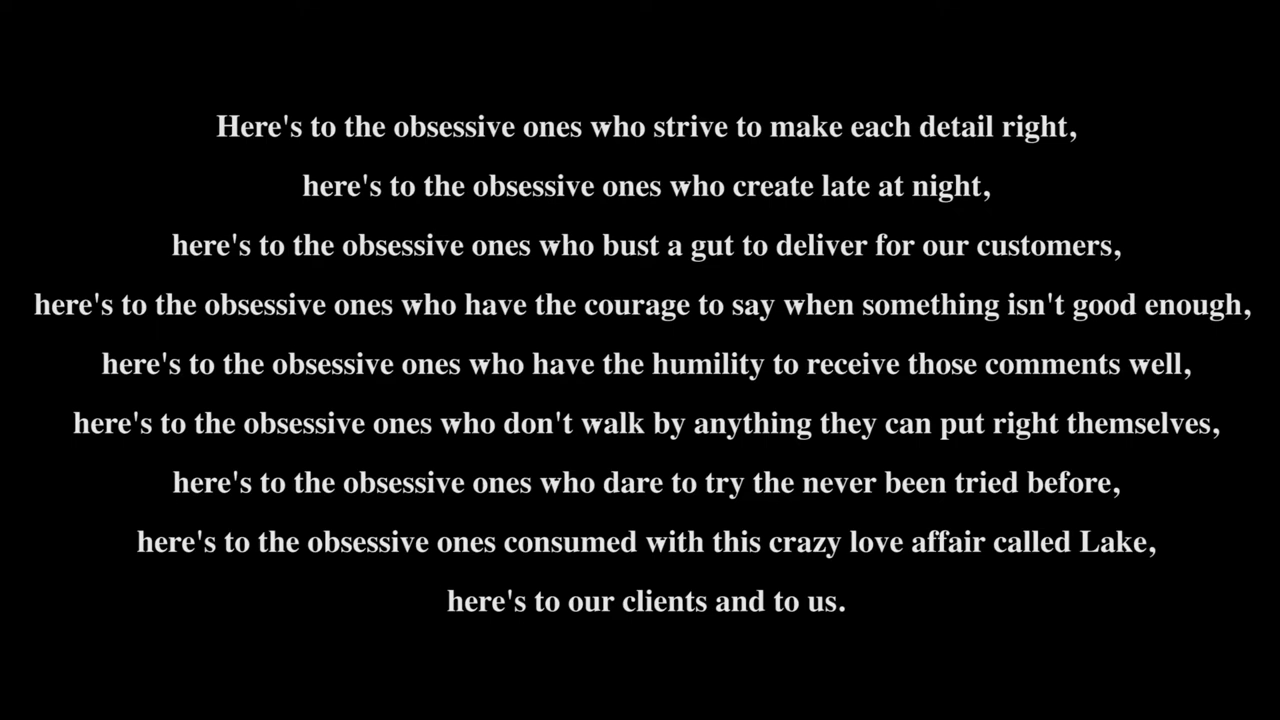 Here's to the obsessive ones who strive to make each detail right,
here's to the obsessive ones who create late at night,
here's to the obsessive ones who bust a gut to deliver for our customers,
here's to the obsessive ones who have the courage to say when something isn't good enough,
here's to the obsessive ones who have the humility to receive those comments well,
here's to the obsessive ones who don't walk by anything they can put right themselves,
here's to the obsessive ones who dare to try the never been tried before,
here's to the obsessive ones consumed with this crazy love affair called Lake,
here's to our clients and to us.